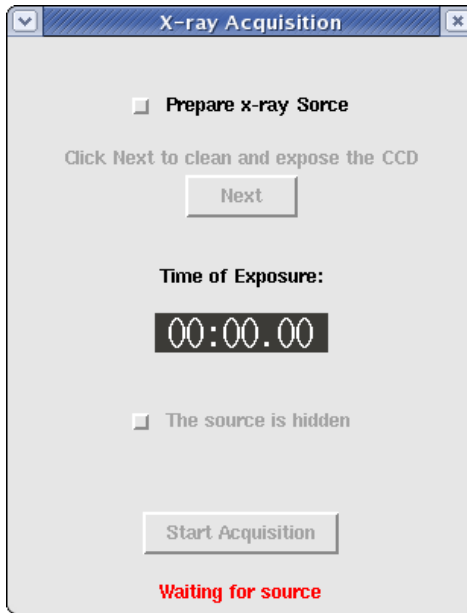 X-ray Acquisition
Prepare x-ray Sorce
Click Next to clean and expose the CCD
Next
Time of Exposure:
00:00.00
The source is hidden
Start Acquisition
Waiting for source